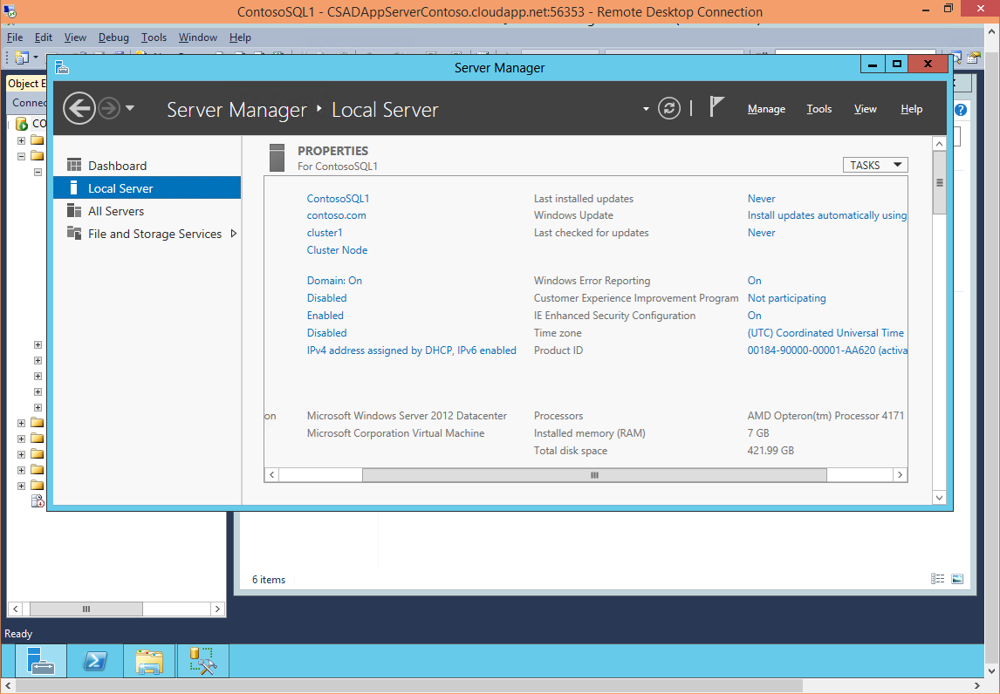 ContosoSQL1 - CSADAppServerContoso.cloudapp.net:56353 - Remote Desktop Connection
File Edit View Debug Tools Window Help
Server Manager
Object E
Connec
CO
Server Manager Local Server
Manage Tools View Help
Dashboard
Local Server
All Servers
File and Storage Services
PROPERTIES
For ContosoSQL1
TASKS
ContosoSQL1 Last installed updates Never
contoso.com Windows Update Install updates automatically using
cluster1 Last checked for updates Never
Cluster Node
Domain: On Windows Error Reporting On
Disabled Customer Experience Improvement Program Not participating
Enabled IE Enhanced Security Configuration On
Disabled Time zone (UTC) Coordinated Universal Time
IPv4 address assigned by DHCP, IPv6 enabled Product ID 00184-90000-00001-AA620 (activa
on Microsoft Windows Server 2012 Datacenter Processors AMD Opteron(tm) Processor 4171
Microsoft Corporation Virtual Machine Installed memory (RAM) 7 GB
Total disk space 421.99 GB
6 items
Ready